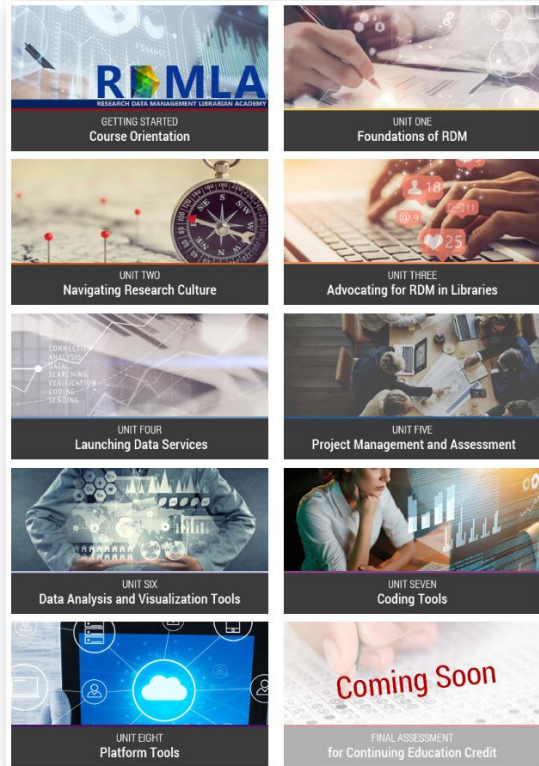 RDMLA
RESEARCH DATA MANAGEMENT LIBRARIAN ACADEMY
GETTING STARTED
Course Orientation
UNIT ONE
Foundations of RDM
UNIT TWO
Navigating Research Culture
18
@ 9
11
25
UNIT THREE
Advocating for RDM in Libraries
CONNECTION
ANALYSIS
DATA
SEARCHING
VERIFICATION
CODING
SENDING
UNIT FOUR
Launching Data Services
UNIT FIVE
Project Management and Assessment
UNIT SIX
Data Analysis and Visualization Tools
UNIT SEVEN
Coding Tools
UNIT EIGHT
Platform Tools
Coming Soon
FINAL ASSESSMENT
for Continuing Education Credit